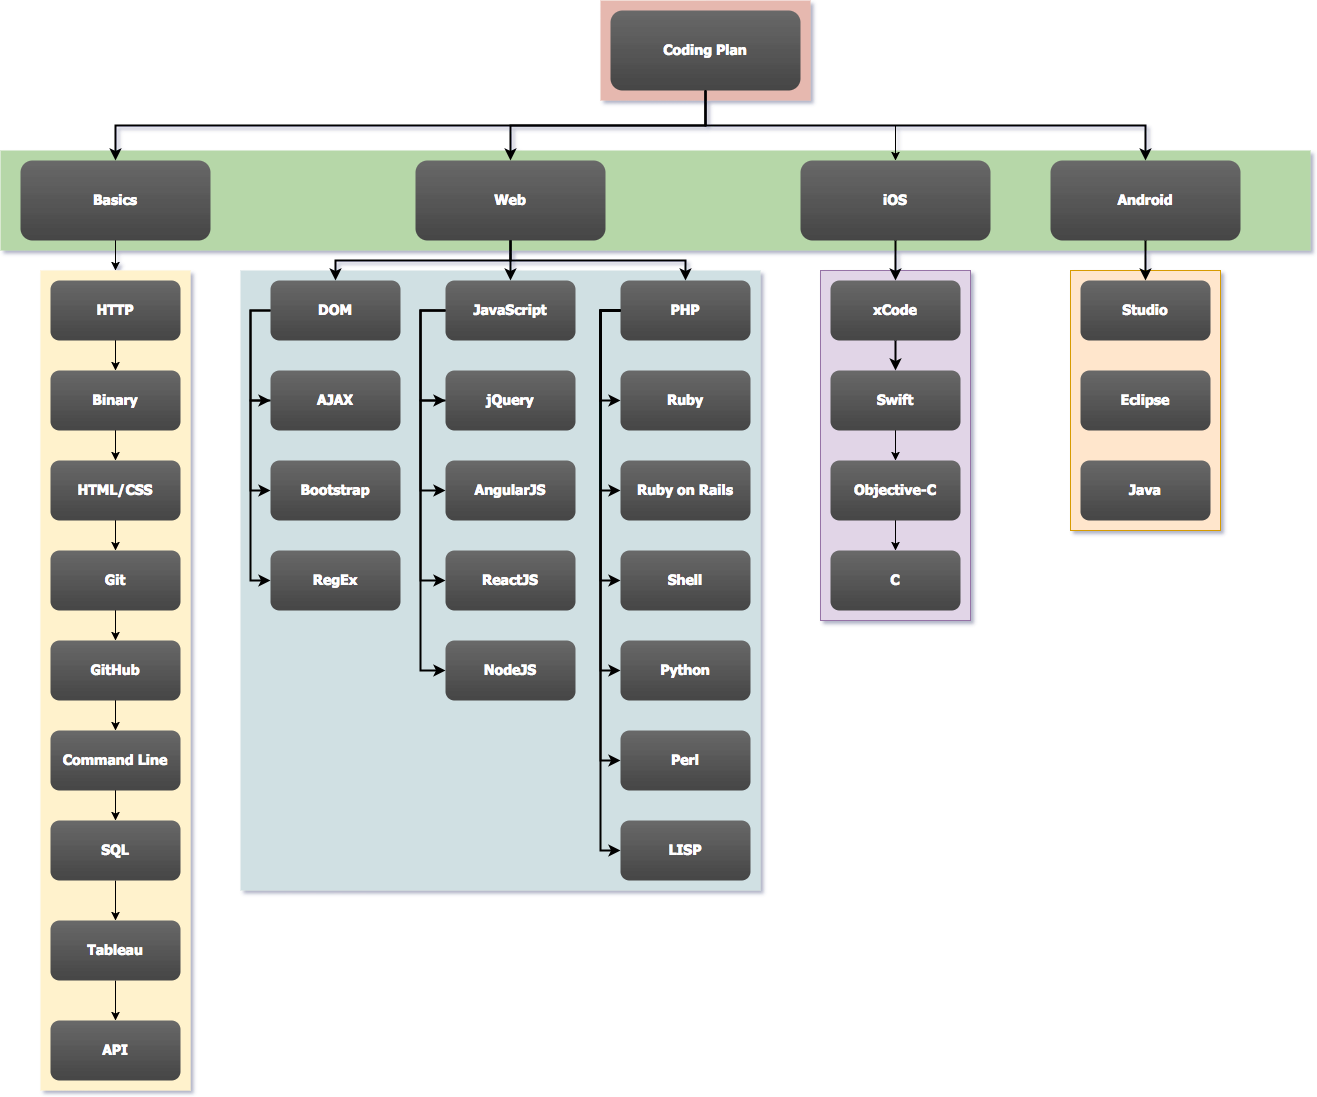 Coding Plan
Basics
Web
iOS
Android
HTTP
Binary
HTML/CSS
Git
GitHub
Command Line
SQL
Tableau
API
DOM
AJAX
Bootstrap
RegEx
JavaScript
jQuery
AngularJS
ReactJS
NodeJS
PHP
Ruby
Ruby on Rails
Shell
Python
Perl
LISP
xCode
Swift
Objective-C
C
Studio
Eclipse
Java